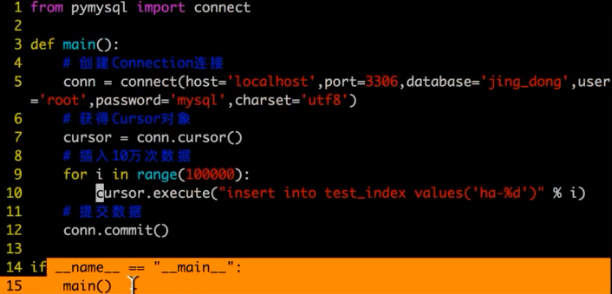 1 from pymysql import connect
2
3 def main():
4     # 创建Connection连接
5     conn = connect(host='localhost',port=3306,database='jing_dong',user
='root',password='mysql',charset='utf8')
6     # 获得Cursor对象
7     cursor = conn.cursor()
8     # 插入10万次数据
9     for i in range(100000):
10         cursor.execute("insert into test_index values('ha-%d')" % i)
11     # 提交数据
12     conn.commit()
13
14 if __name__ == "__main__":
15     main()